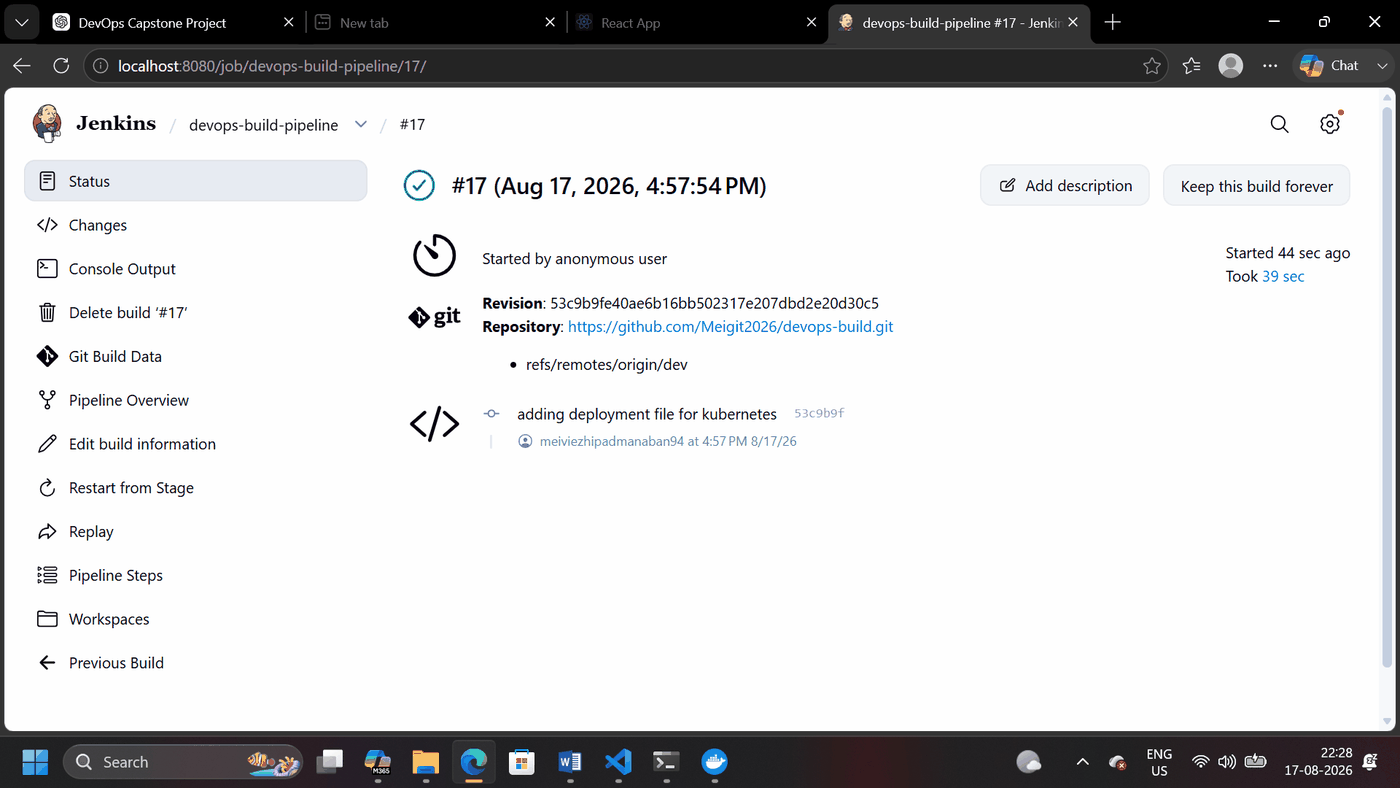 DevOps Capstone Project
New tab
React App
devops-build-pipeline #17 - Jenkin
localhost:8080/job/devops-build-pipeline/17/
Chat
Jenkins / devops-build-pipeline / #17
Status
Changes
Console Output
Delete build ‘#17’
Git Build Data
Pipeline Overview
Edit build information
Restart from Stage
Replay
Pipeline Steps
Workspaces
Previous Build
#17 (Aug 17, 2026, 4:57:54 PM)
Add description
Keep this build forever
Started by anonymous user
Started 44 sec ago
Took 39 sec
git
Revision: 53c9b9fe40ae6b16bb502317e207dbd2e20d30c5
Repository: https://github.com/Meigit2026/devops-build.git
refs/remotes/origin/dev
adding deployment file for kubernetes 53c9b9f
meiviezhipadmanaban94 at 4:57 PM 8/17/26
Search
M365
ENG
US
22:28
17-08-2026